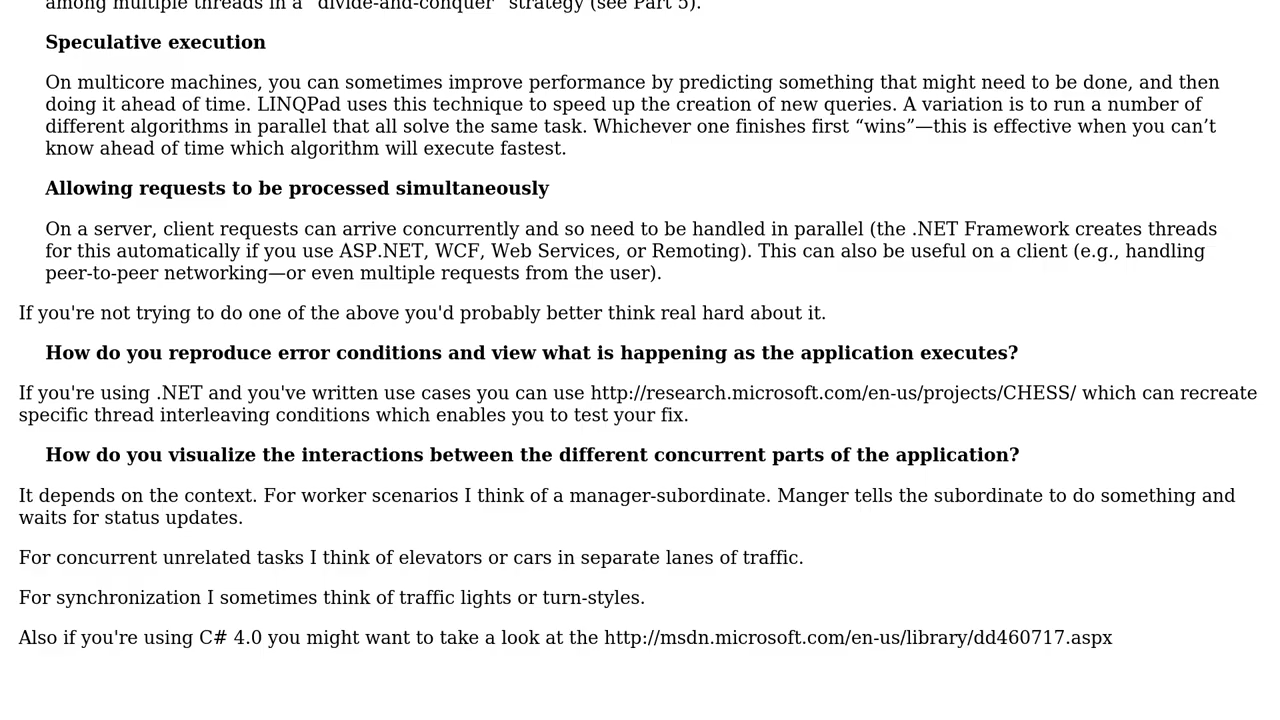 among multiple threads in a “divide-and-conquer” strategy (see Part 5).
Speculative execution
On multicore machines, you can sometimes improve performance by predicting something that might need to be done, and then
doing it ahead of time. LINQPad uses this technique to speed up the creation of new queries. A variation is to run a number of
different algorithms in parallel that all solve the same task. Whichever one finishes first “wins”—this is effective when you can’t
know ahead of time which algorithm will execute fastest.
Allowing requests to be processed simultaneously
On a server, client requests can arrive concurrently and so need to be handled in parallel (the .NET Framework creates threads
for this automatically if you use ASP.NET, WCF, Web Services, or Remoting). This can also be useful on a client (e.g., handling
peer-to-peer networking—or even multiple requests from the user).
If you're not trying to do one of the above you'd probably better think real hard about it.
How do you reproduce error conditions and view what is happening as the application executes?
If you're using .NET and you've written use cases you can use http://research.microsoft.com/en-us/projects/CHESS/ which can recreate
specific thread interleaving conditions which enables you to test your fix.
How do you visualize the interactions between the different concurrent parts of the application?
It depends on the context. For worker scenarios I think of a manager-subordinate. Manger tells the subordinate to do something and
waits for status updates.
For concurrent unrelated tasks I think of elevators or cars in separate lanes of traffic.
For synchronization I sometimes think of traffic lights or turn-styles.
Also if you're using C# 4.0 you might want to take a look at the http://msdn.microsoft.com/en-us/library/dd460717.aspx